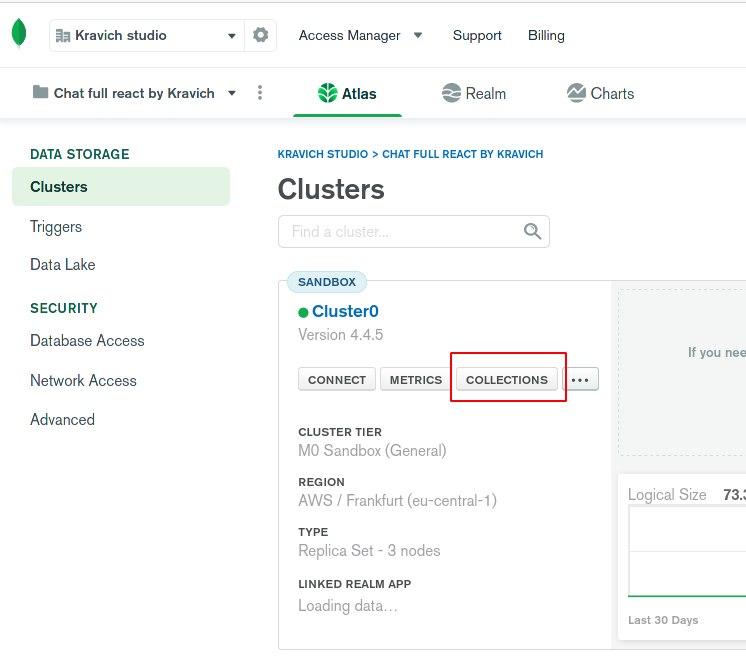 Kravich studio
Access Manager
Support
Billing
Chat full react by Kravich
Atlas
Realm
Charts
DATA STORAGE
Clusters
Triggers
Data Lake
SECURITY
Database Access
Network Access
Advanced
KRAVICH STUDIO > CHAT FULL REACT BY KRAVICH
Clusters
Find a cluster...
SANDBOX
Cluster0
Version 4.4.5
CONNECT
METRICS
COLLECTIONS
...
CLUSTER TIER
M0 Sandbox (General)
REGION
AWS / Frankfurt (eu-central-1)
TYPE
Replica Set - 3 nodes
LINKED REALM APP
Loading data...
If you nee
Logical Size 73.3
Last 30 Days